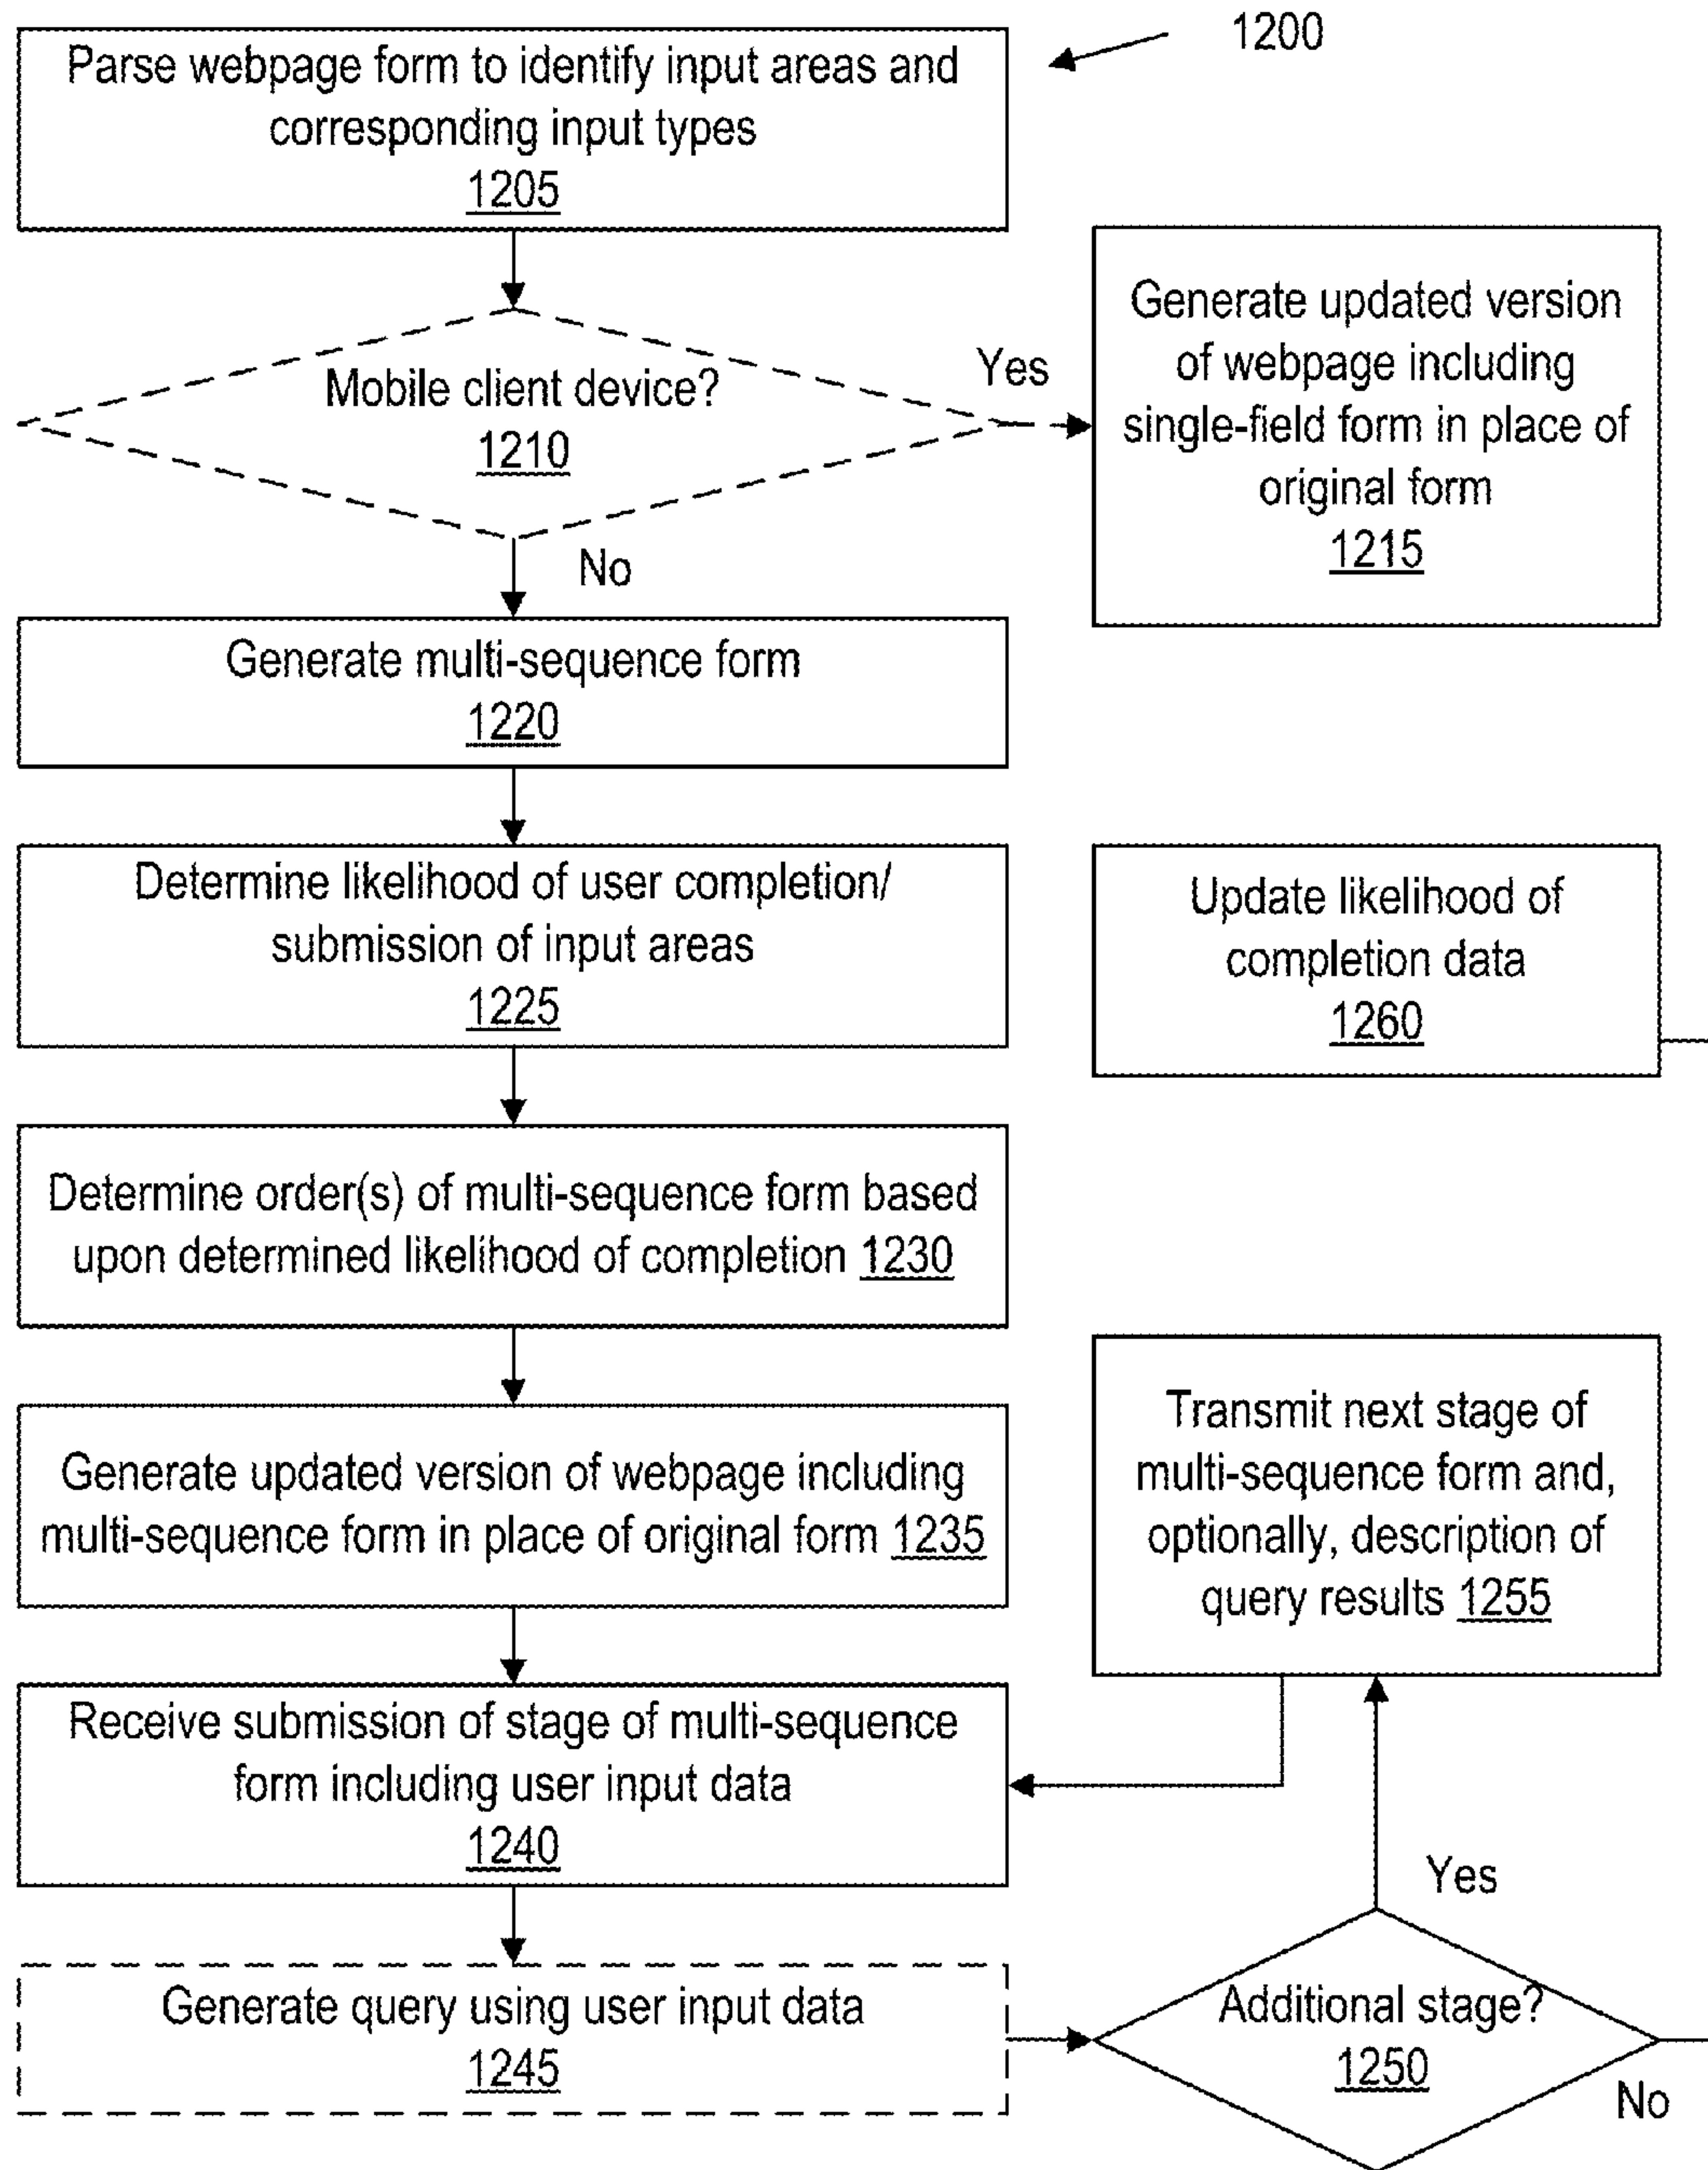 1200
Parse webpage form to identify input areas and
corresponding input types
1205
Mobile client device?
1210
Yes
No
Generate updated version
of webpage including
single-field form in place of
original form
1215
Generate multi-sequence form
1220
Determine likelihood of user completion/
submission of input areas
1225
Update likelihood of
completion data
1260
Determine order(s) of multi-sequence form based
upon determined likelihood of completion 1230
Generate updated version of webpage including
multi-sequence form in place of original form 1235
Transmit next stage of
multi-sequence form and,
optionally, description of
query results 1255
Receive submission of stage of multi-sequence
form including user input data
1240
Yes
Generate query using user input data
1245
Additional stage?
1250
No